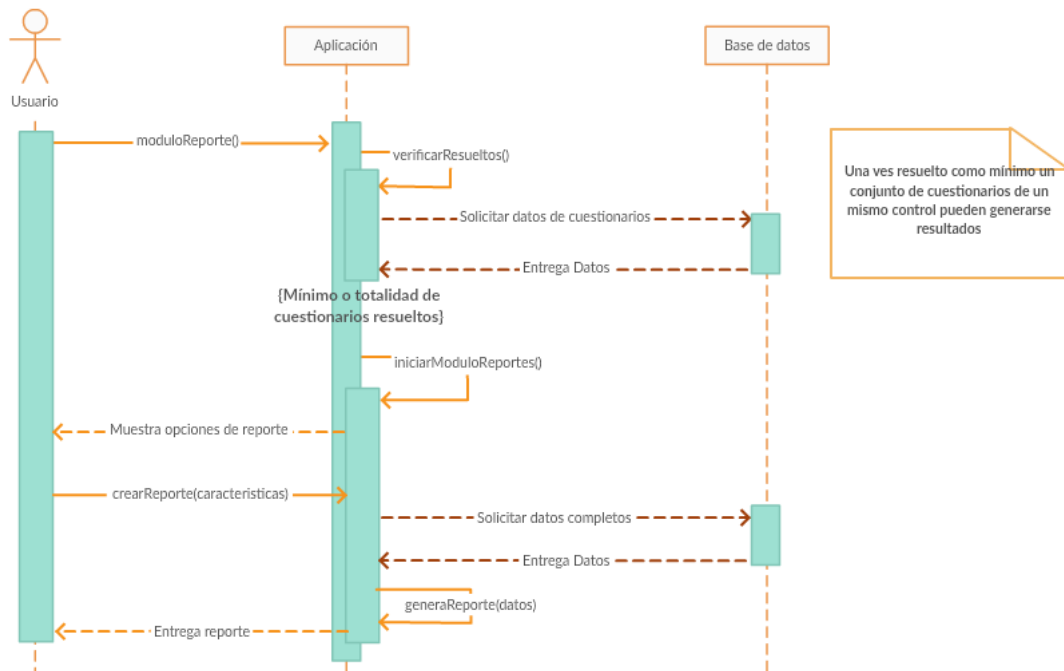 Aplicación
Base de datos
Usuario
moduloReporte()
verificarResueltos()
Una ves resuelto como mínimo un
conjunto de cuestionarios de un
mismo control pueden generarse
resultados
Solicitar datos de cuestionarios
Entrega Datos
{Mínimo o totalidad de
cuestionarios resueltos}
iniciarModuloReportes()
Muestra opciones de reporte
crearReporte(caracteristicas)
Solicitar datos completos
Entrega Datos
generaReporte(datos)
Entrega reporte